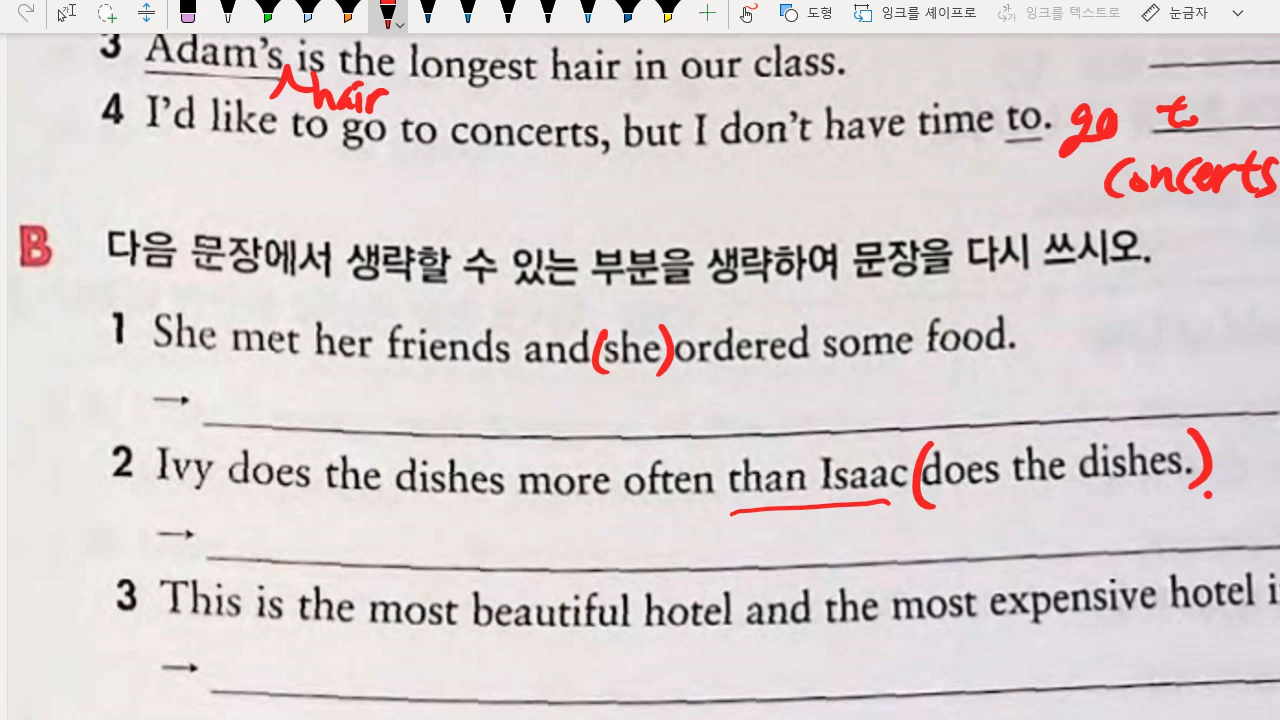 도형 잉크를 셰이프로 잉크를 텍스트로 눈금자
3 Adam's is the longest hair in our class.
hair
4 I'd like to go to concerts, but I don't have time to. go to
concerts
B 다음 문장에서 생략할 수 있는 부분을 생략하여 문장을 다시 쓰시오.
1 She met her friends and (she) ordered some food.
→
2 Ivy does the dishes more often than Isaac (does the dishes.).
→
3 This is the most beautiful hotel and the most expensive hotel i
→